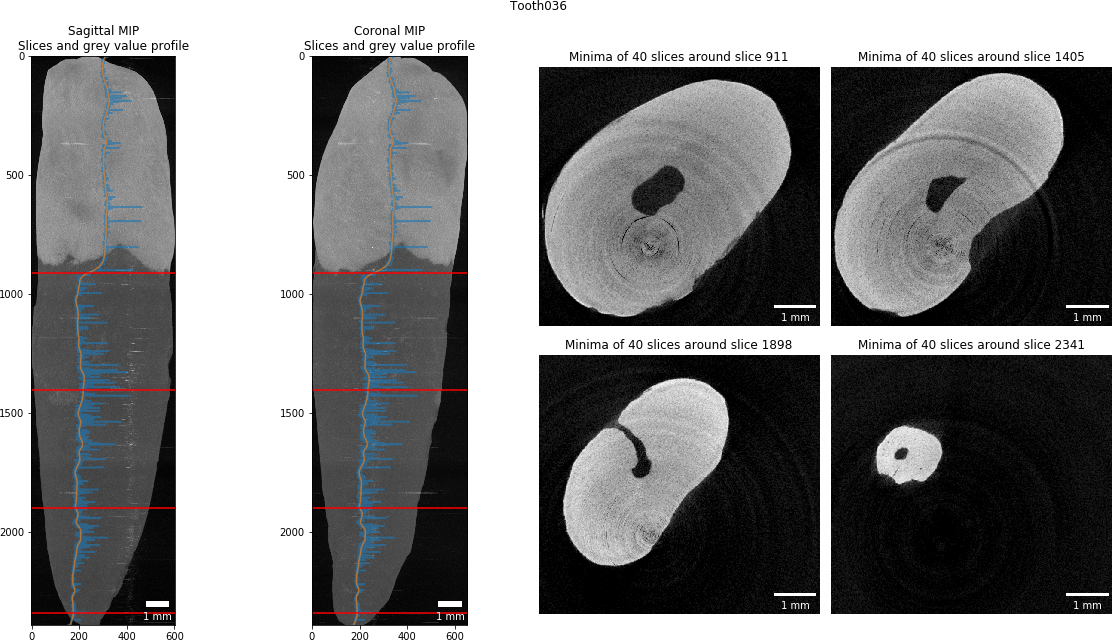 Tooth036
Sagittal MIP
Slices and grey value profile
0
500
1000
1500
2000
0
200
400
600
1 mm
Coronal MIP
Slices and grey value profile
0
500
1000
1500
2000
0
200
400
600
1 mm
Minima of 40 slices around slice 911
1 mm
Minima of 40 slices around slice 1405
1 mm
Minima of 40 slices around slice 1898
1 mm
Minima of 40 slices around slice 2341
1 mm